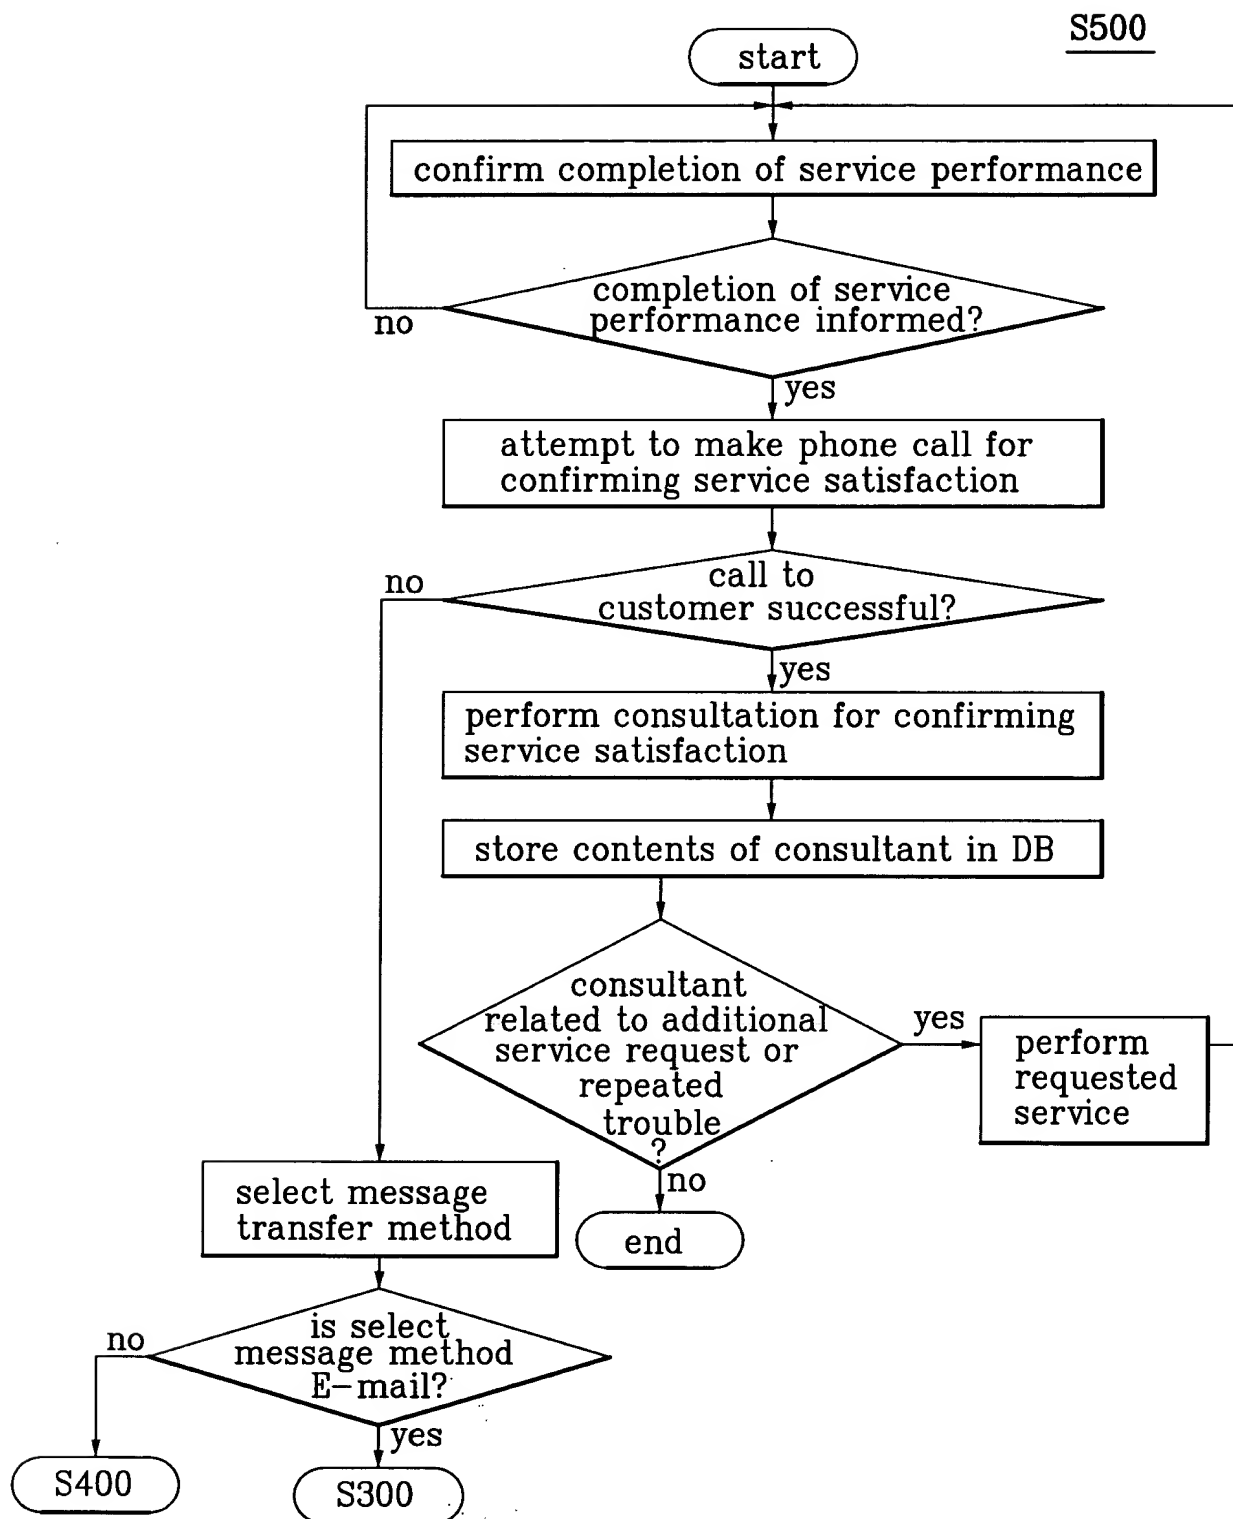 S500
start
confirm completion of service performance
completion of service
performance informed?
no
yes
attempt to make phone call for
confirming service satisfaction
call to
customer successful?
no
yes
perform consultation for confirming
service satisfaction
store contents of consultant in DB
consultant
related to additional
service request or
repeated
trouble
?
yes
perform
requested
service
no
end
select message
transfer method
is select
message method
E-mail?
no
yes
S400
S300